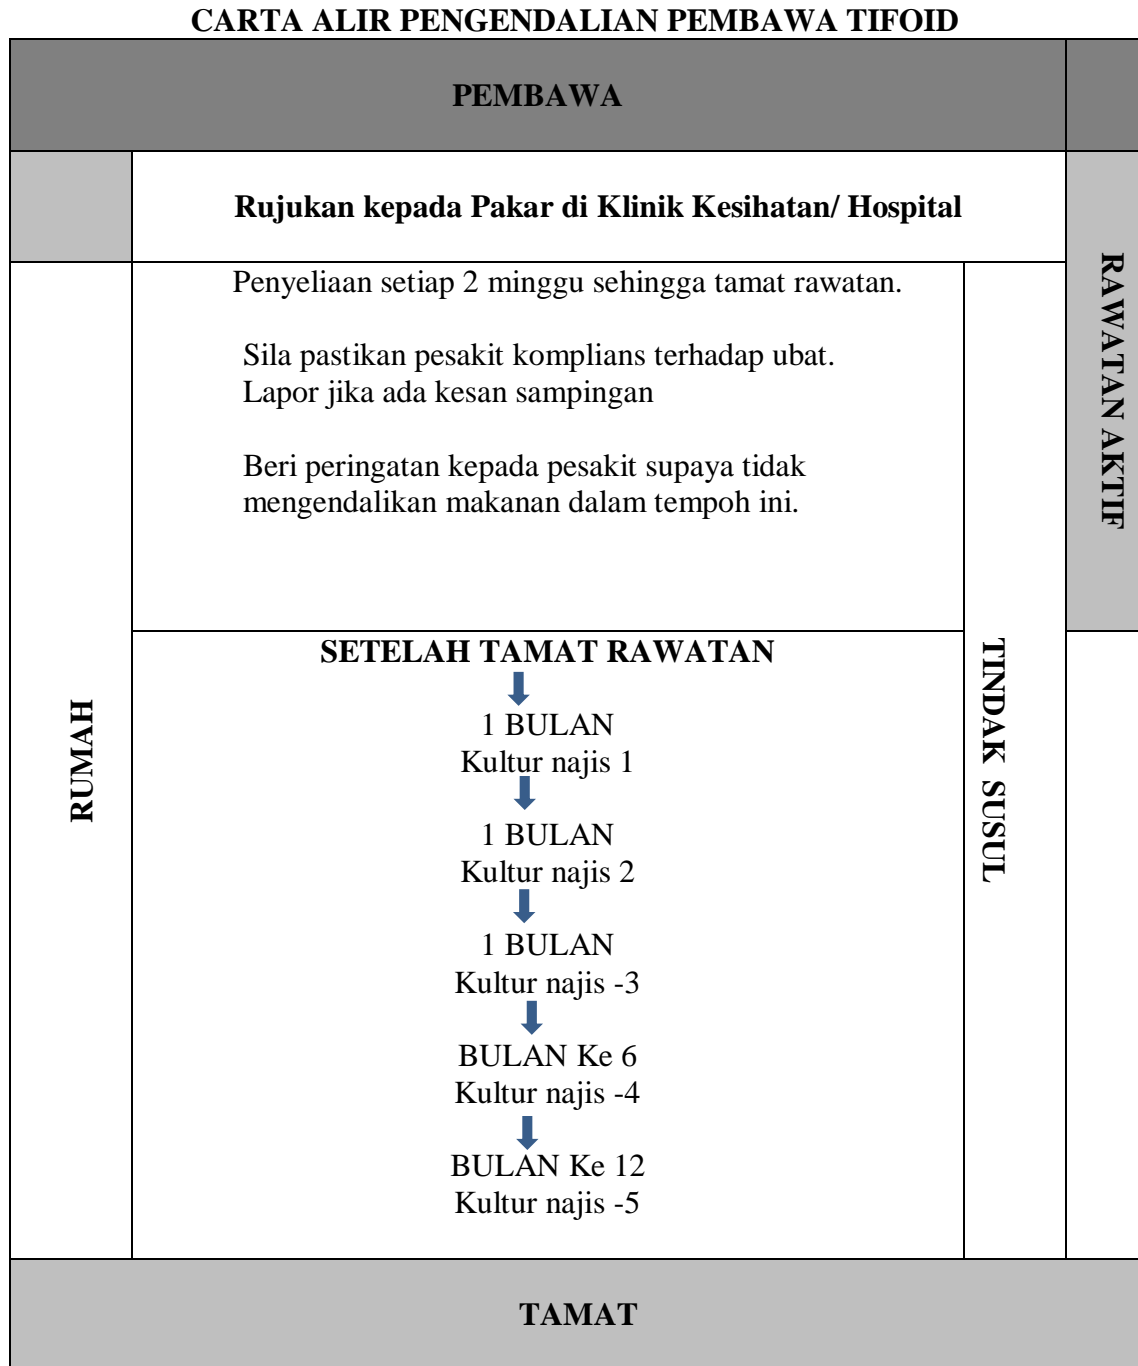 CARTA ALIR PENGENDALIAN PEMBAWA TIFOID
PEMBAWA
Rujukan kepada Pakar di Klinik Kesihatan/ Hospital
RAWATAN AKTIF
RUMAH
Penyeliaan setiap 2 minggu sehingga tamat rawatan.
Sila pastikan pesakit komplians terhadap ubat.
Lapor jika ada kesan sampingan
Beri peringatan kepada pesakit supaya tidak
mengendalikan makanan dalam tempoh ini.
TINDAK SUSUL
SETELAH TAMAT RAWATAN
1 BULAN
Kultur najis 1
1 BULAN
Kultur najis 2
1 BULAN
Kultur najis -3
BULAN Ke 6
Kultur najis -4
BULAN Ke 12
Kultur najis -5
TAMAT